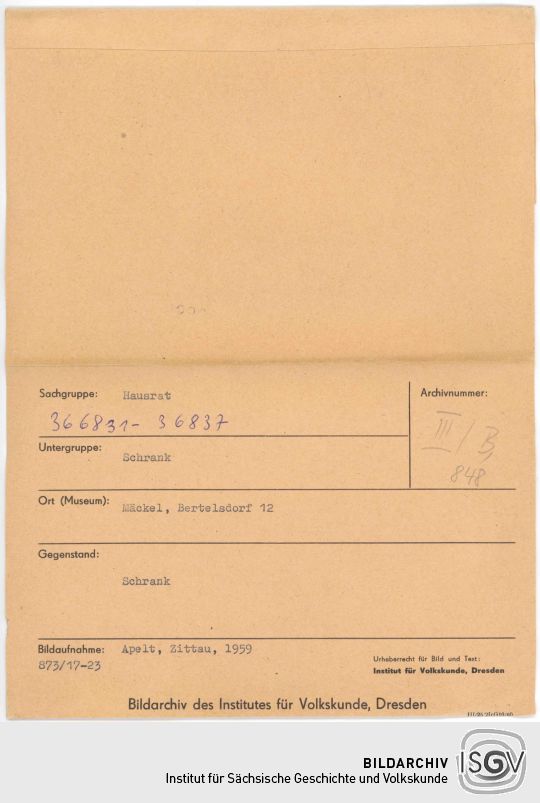 Sachgruppe: Hausrat
Archivnummer:
366831- 36837
III/B,
848
Untergruppe:
Schrank
Ort (Museum): Mäckel, Bertelsdorf 12
Gegenstand:
Schrank
Bildaufnahme: Apelt, Zittau, 1959
873/17-23
Urheberrecht für Bild und Text:
Institut für Volkskunde, Dresden
Bildarchiv des Institutes für Volkskunde, Dresden
BILDARCHIV
Institut für Sächsische Geschichte und Volkskunde
ISGV